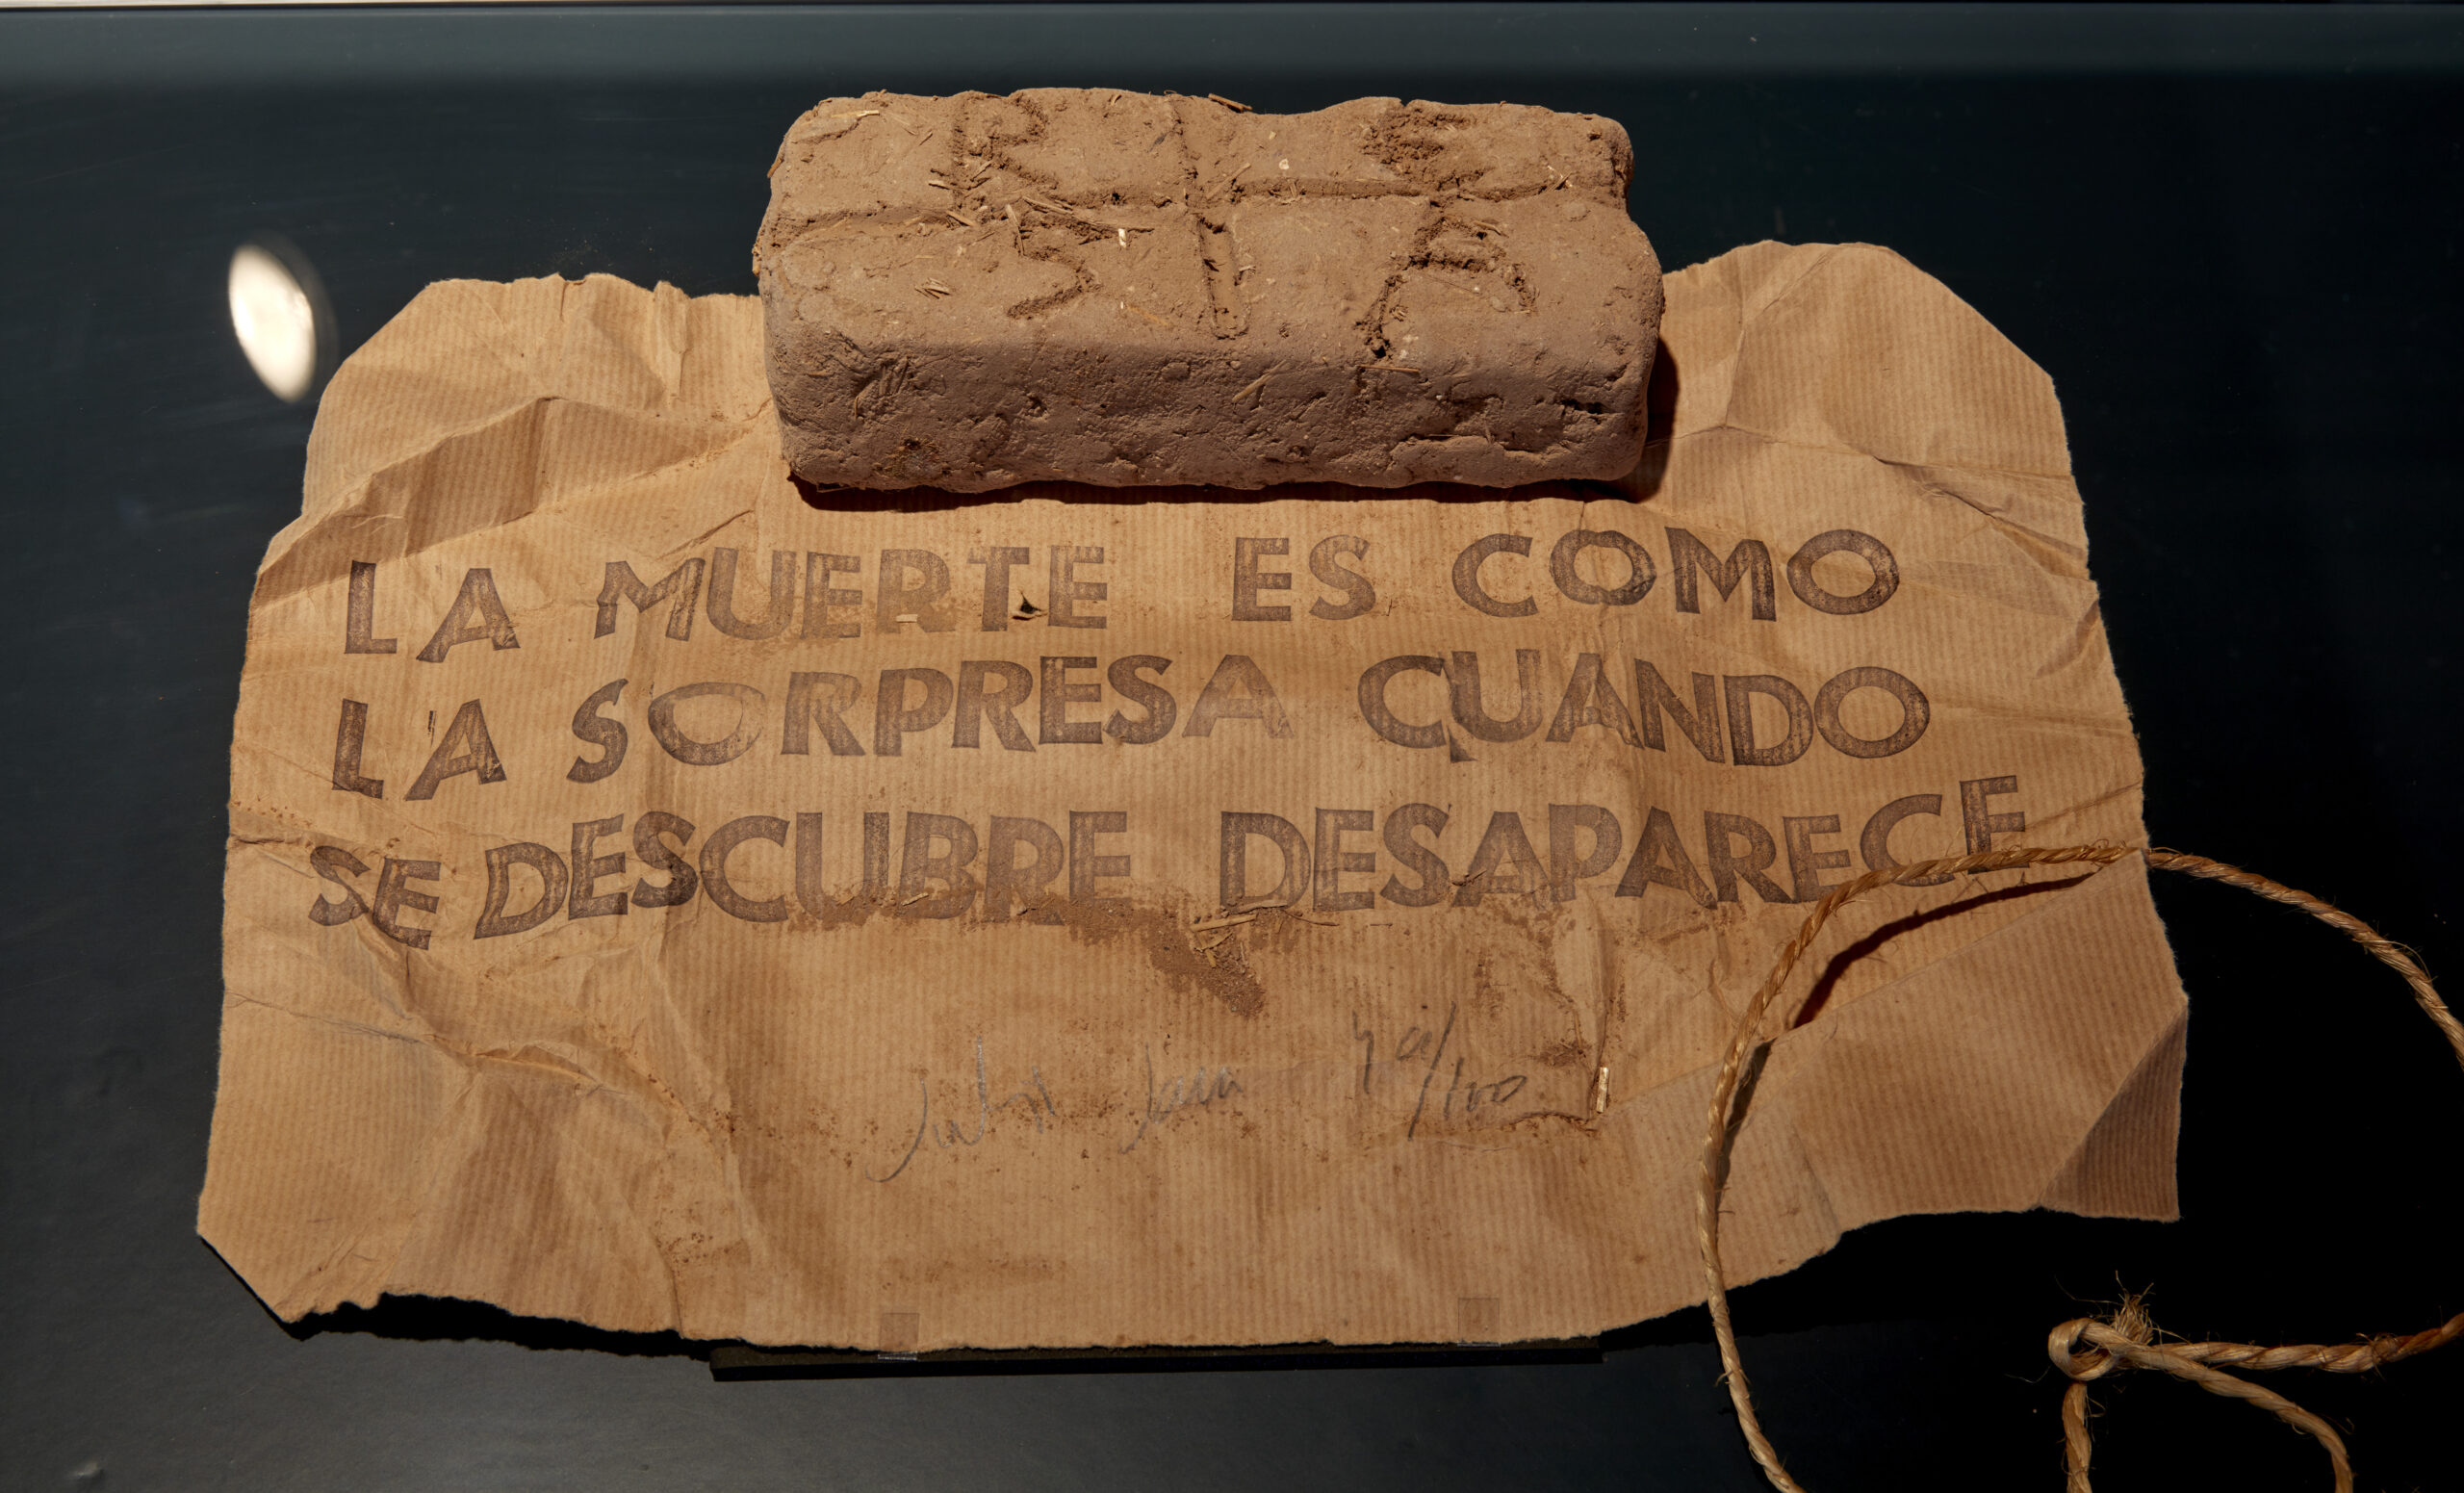 LA MUERTE ES COMO
LA SORPRESA CUANDO
SE DESCUBRE DESAPARECE